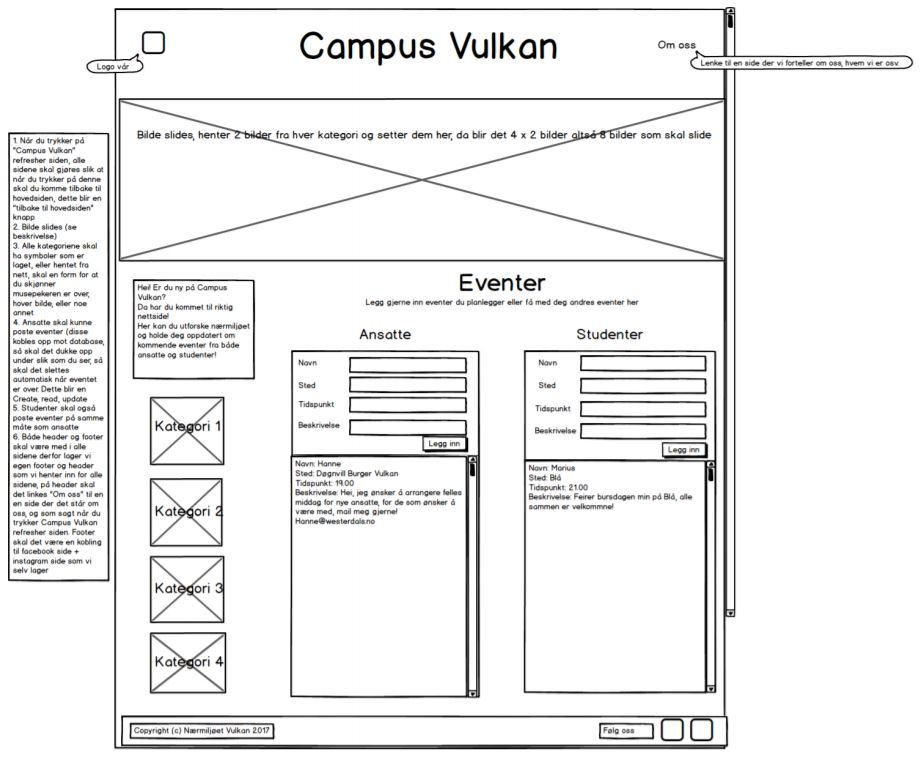 Campus Vulkan
Om oss
Logo vår
Lenke til en side der vi forteller om oss, hvem vi er osv.
Bilde slides, henter 2 bilder fra hver kategori og setter dem her, da blir det 4 x 2 bilder altså 8 bilder som skal slide
1. Når du trykker på
"Campus Vulkan"
refresher siden, alle
sidene skal gjøres slik at
når du trykker på denne
skal du komme tilbake til
hovedsiden, dette blir en
"tilbake til hovedsiden"
knapp
2. Bilde slides (se
beskrivelse)
3. Alle kategoriene skal
ha symboler som er
laget, eller hentet fra
nett, skal en form for at
du skjønner
musepekeren er over,
hover bilde, eller noe
annet
4. Ansatte skal kunne
poste eventer (disse
kobles opp mot database,
så skal det dukke opp
under slik som du ser, så
skal det slettes
automatisk når eventet
er over. Dette blir en
Create, read, update
5. Studenter skal også
poste eventer på samme
måte som ansatte
6. Både header og footer
skal være med i alle
sidene derfor lager vi
egen footer og header
som vi henter inn for alle
sidene, på header skal
det linkes "Om oss" til en
en side der det står om
oss, og som sagt når du
trykker Campus Vulkan
refresher siden. Footer
skal det være en kobling
til facebook side +
instagram side som vi
selv lager
Hei! Er du ny på Campus
Vulkan?
Da har du kommet til riktig
nettside!
Her kan du utforske nærmiljøet
og holde deg oppdatert om
kommende eventer fra både
ansatte og studenter!
Kategori 1
Kategori 2
Kategori 3
Kategori 4
Eventer
Legg gjerne inn eventer du planlegger eller få med deg andres eventer her
Ansatte
Navn
Sted
Tidspunkt
Beskrivelse
Legg inn
Navn: Hanne
Sted: Døgnvill Burger Vulkan
Tidspunkt: 19.00
Beskrivelse: Hei, jeg ønsker å arrangere felles
middag for nye ansatte, for de som ønsker å
være med, mail meg gjerne!
Hanne@westerdals.no
Studenter
Navn
Sted
Tidspunkt
Beskrivelse
Legg inn
Navn: Marius
Sted: Blå
Tidspunkt: 21.00
Beskrivelse: Feirer bursdagen min på Blå, alle
sammen er velkommne!
Copyright (c) Nærmiljøet Vulkan 2017
Følg oss